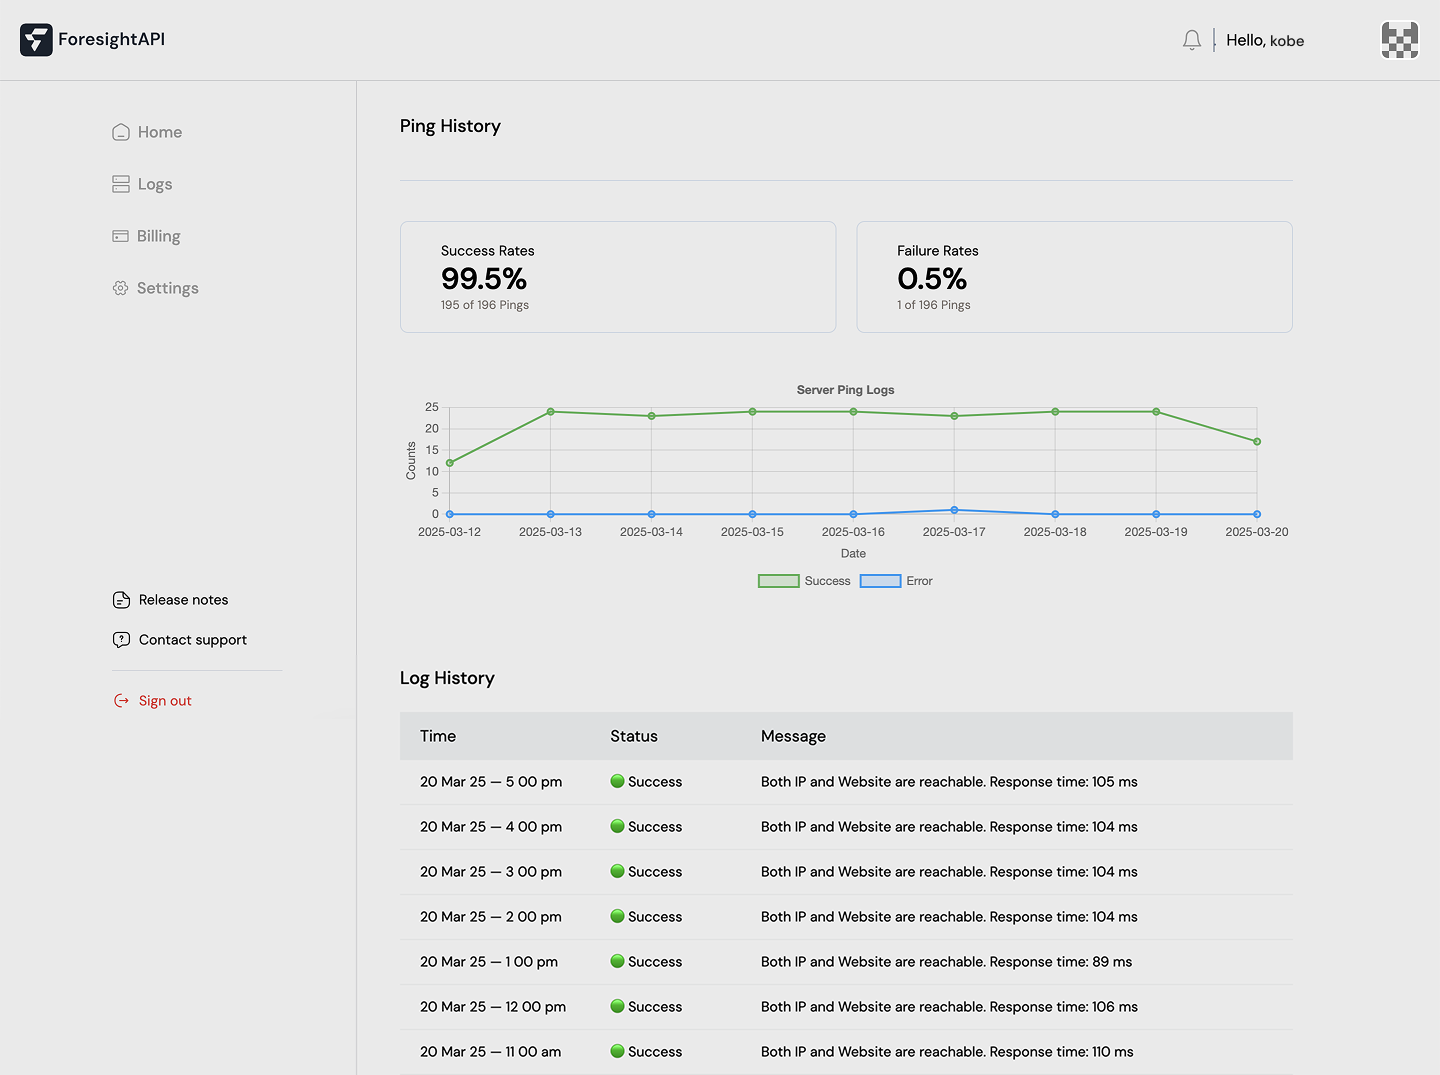 ForesightAPI
Hello, kobe
Home
Logs
Billing
Settings
Release notes
Contact support
Sign out
Ping History
Success Rates
99.5%
195 of 196 Pings
Failure Rates
0.5%
1 of 196 Pings
Server Ping Logs
Counts
25
20
15
10
5
0
2025-03-12 2025-03-13 2025-03-14 2025-03-15 2025-03-16 2025-03-17 2025-03-18 2025-03-19 2025-03-20
Date
Success Error
Log History
Time Status Message
20 Mar 25 — 5 00 pm Success Both IP and Website are reachable. Response time: 105 ms
20 Mar 25 — 4 00 pm Success Both IP and Website are reachable. Response time: 104 ms
20 Mar 25 — 3 00 pm Success Both IP and Website are reachable. Response time: 104 ms
20 Mar 25 — 2 00 pm Success Both IP and Website are reachable. Response time: 104 ms
20 Mar 25 — 1 00 pm Success Both IP and Website are reachable. Response time: 89 ms
20 Mar 25 — 12 00 pm Success Both IP and Website are reachable. Response time: 106 ms
20 Mar 25 — 11 00 am Success Both IP and Website are reachable. Response time: 110 ms